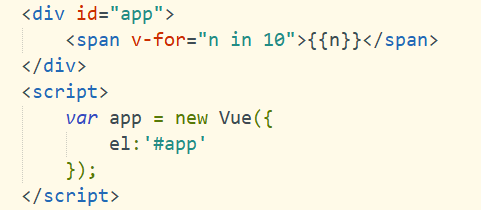 <div id="app">
    <span v-for="n in 10">{{n}}</span>
</div>
<script>
    var app = new Vue({
        el:'#app'
    });
</script>